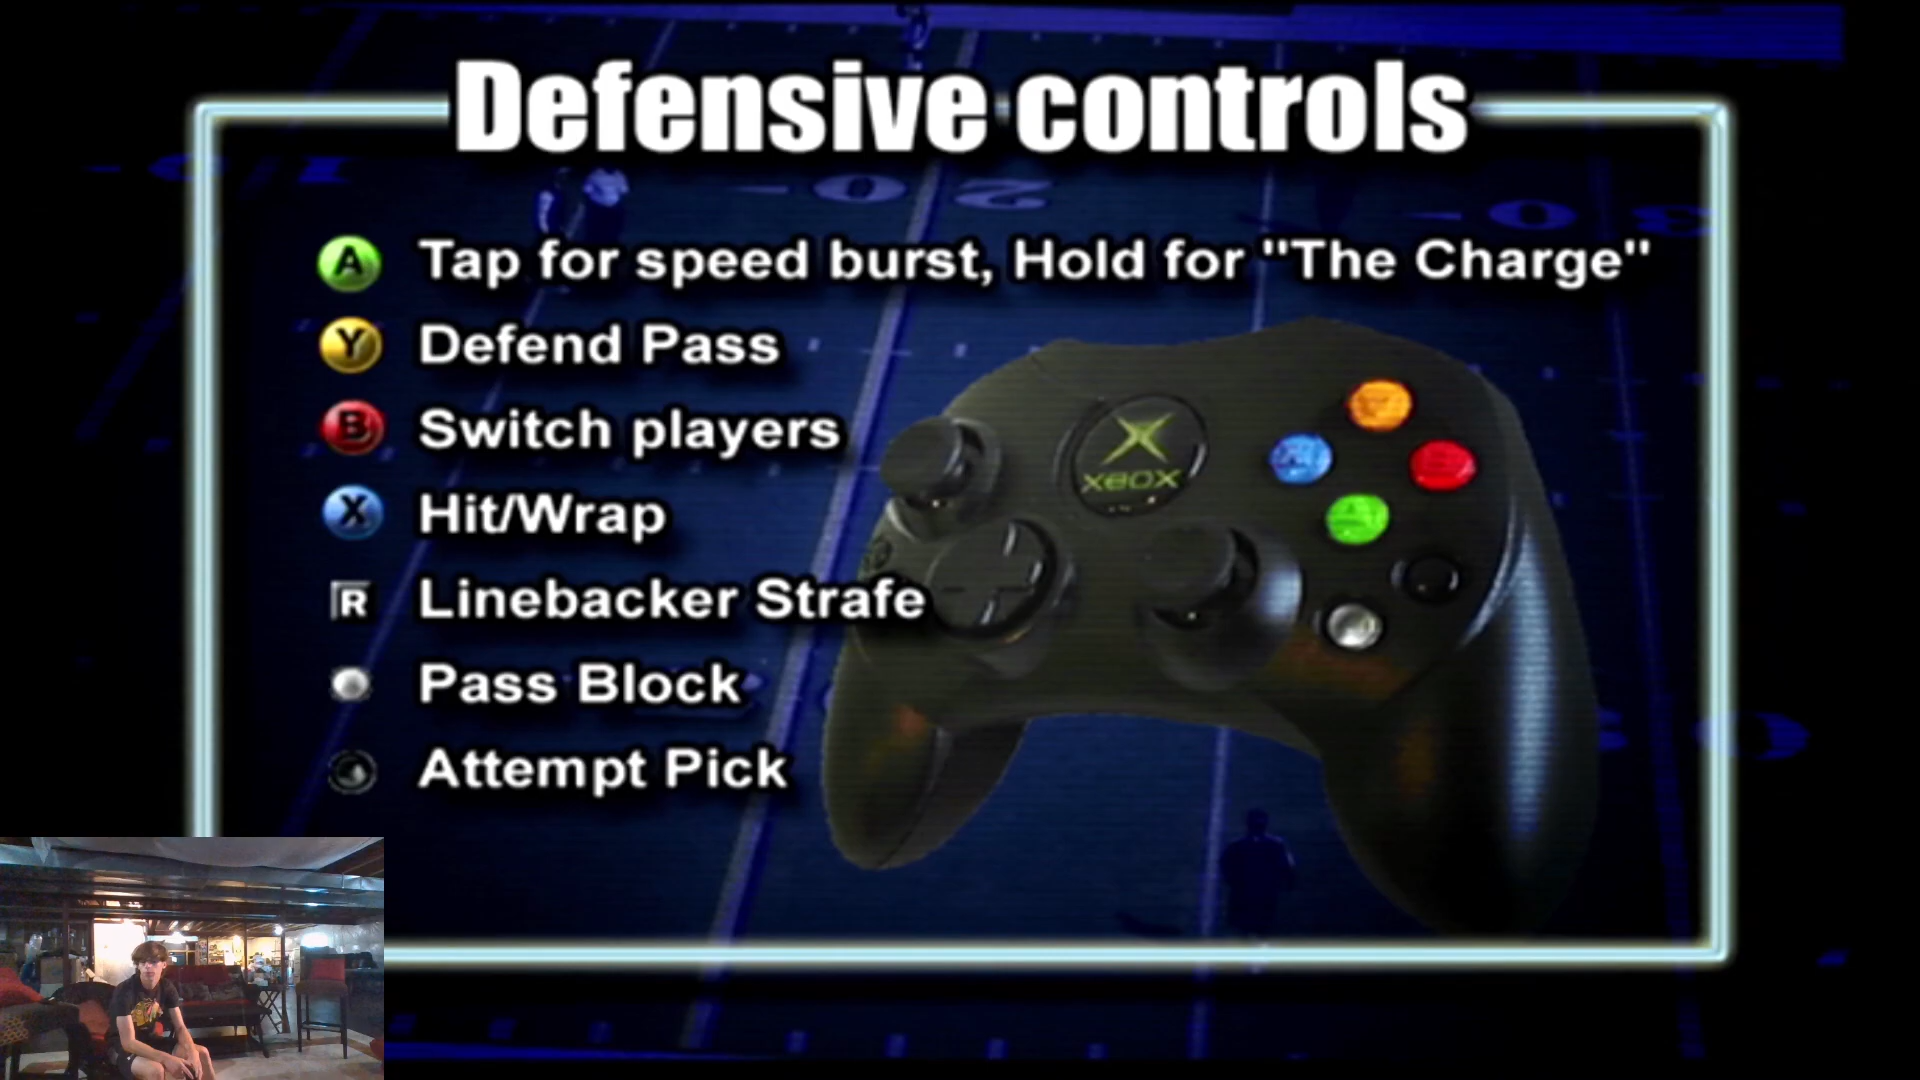 Defensive controls
A Tap for speed burst, Hold for "The Charge"
Y Defend Pass
B Switch players
X Hit/Wrap
R Linebacker Strafe
Pass Block
Attempt Pick
XBOX